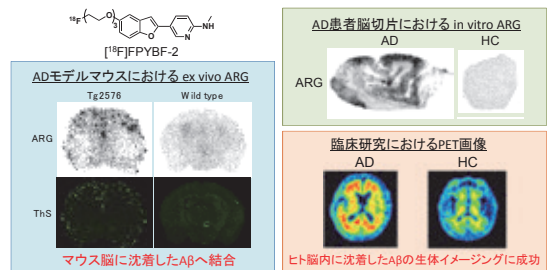 18F
O
3
O
N
H
N
[18F]FPYBF-2
ADモデルマウスにおける ex vivo ARG
Tg2576 Wild type
ARG
ThS
マウス脳に沈着したAβへ結合
AD患者脳切片における in vitro ARG
AD HC
ARG
臨床研究におけるPET画像
AD HC
ヒト脳内に沈着したAβの生体イメージングに成功